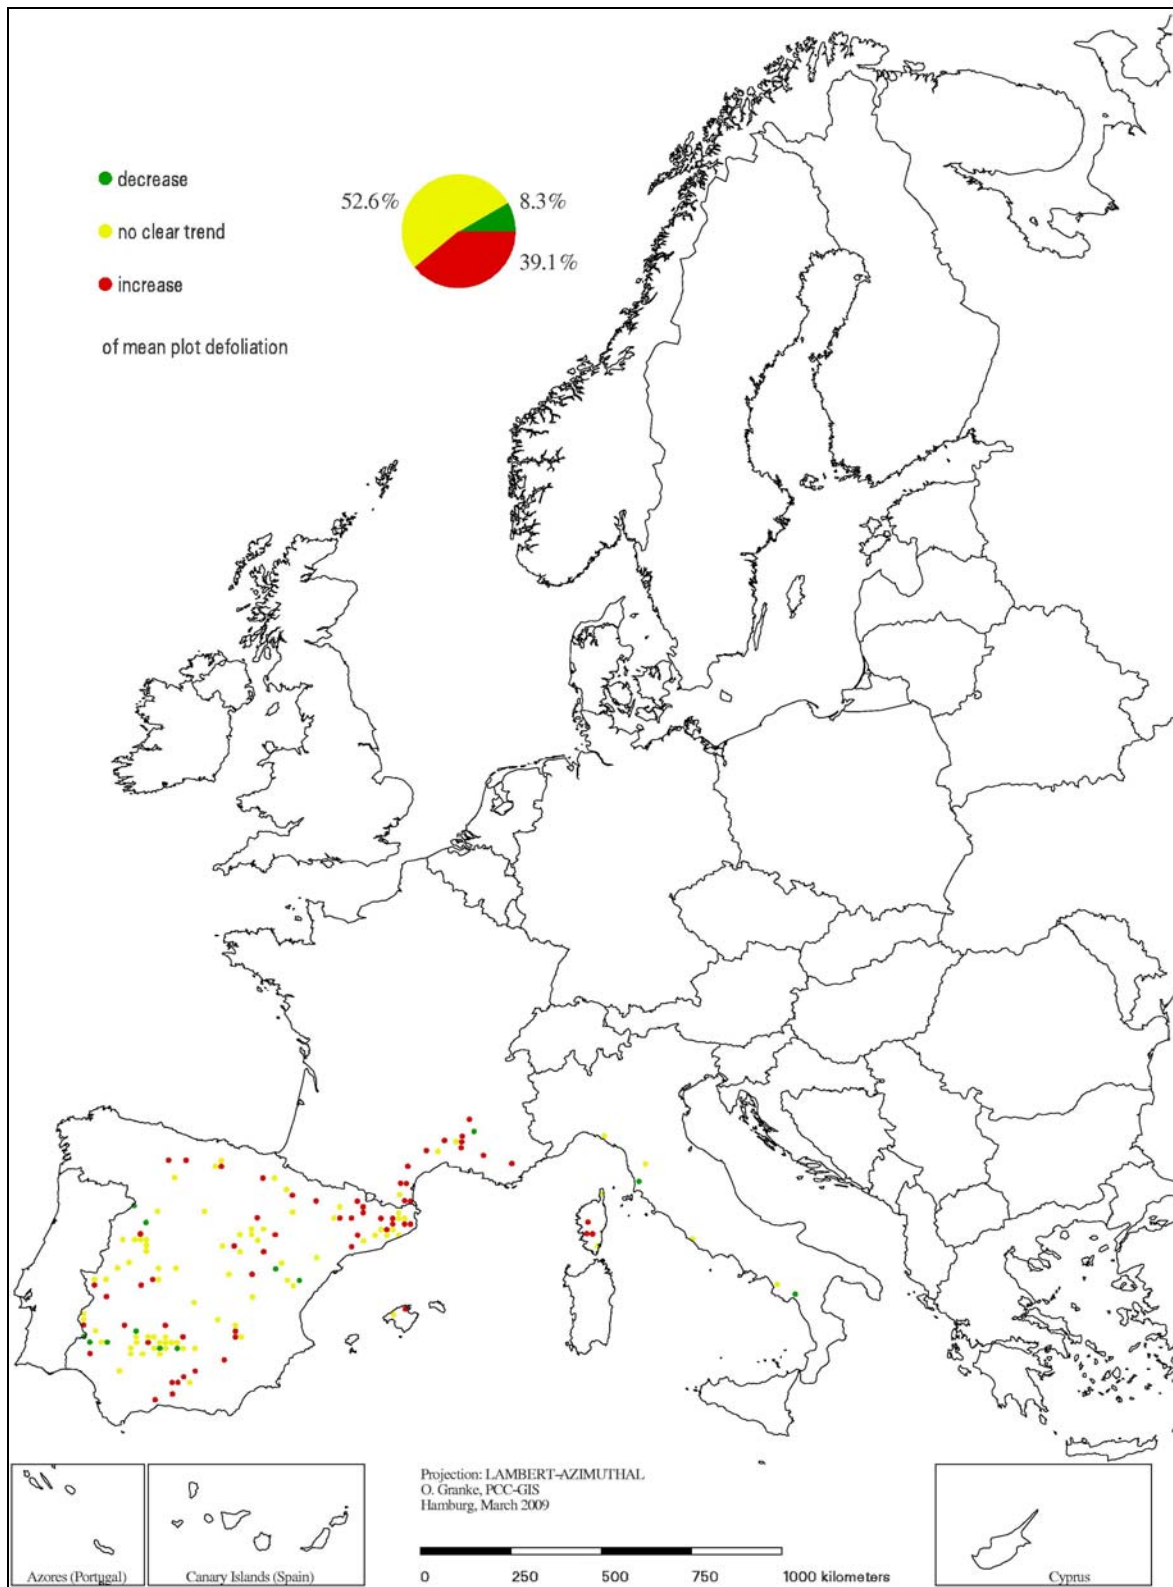 decrease
no clear trend
increase
of mean plot defoliation
52.6%
8.3%
39.1%
Projection: LAMBERT-AZIMUTHAL
O. Granke, PCC-GIS
Hamburg, March 2009
0 250 500 750 1000 kilometers
Azores (Portugal)
Canary Islands (Spain)
Cyprus